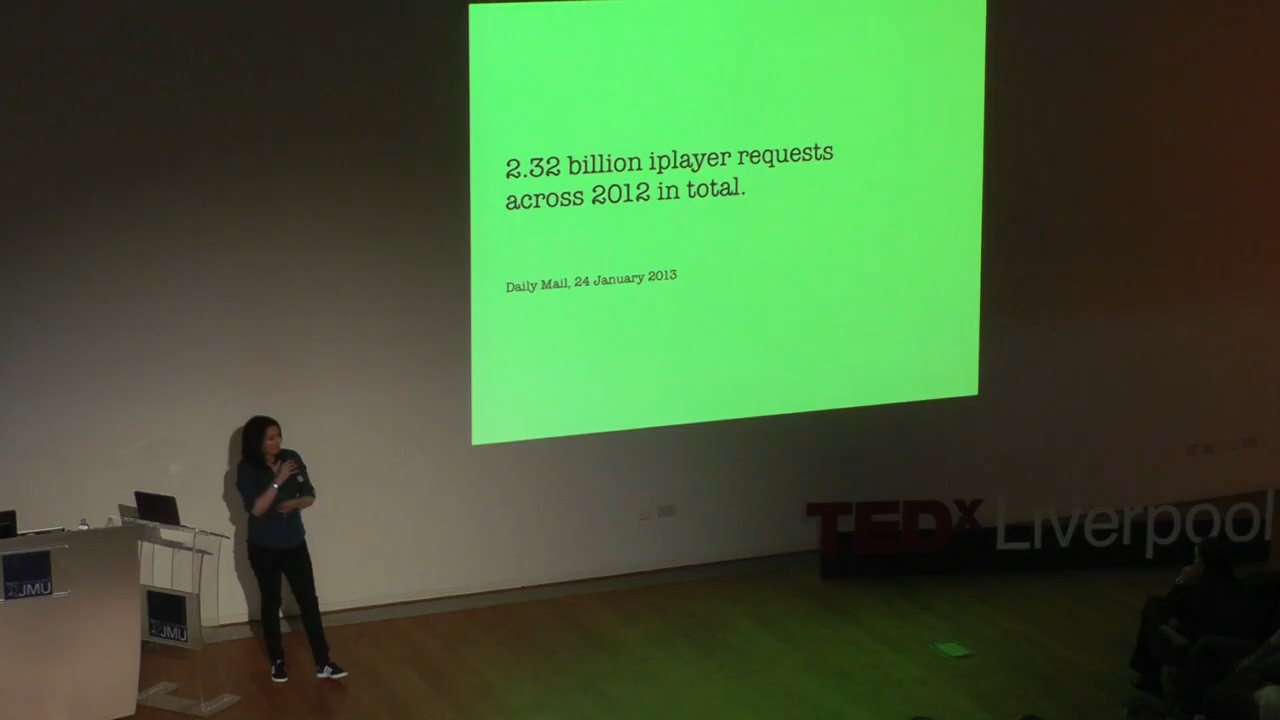 2.32 billion iplayer requests
across 2012 in total.
Daily Mail, 24 January 2013
TEDx Liverpool
JMU
JMU